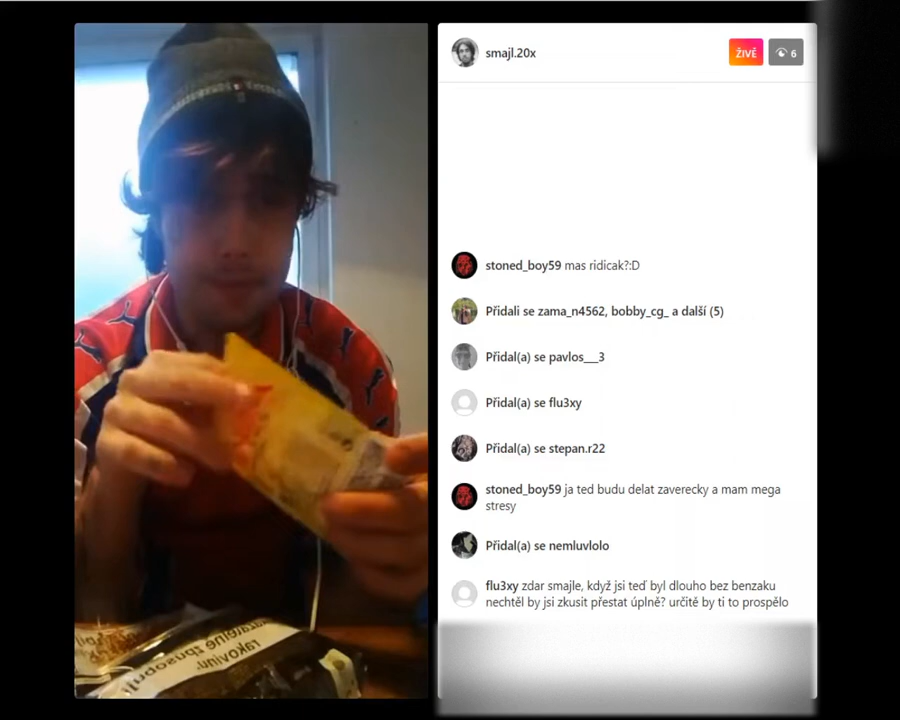 smajl.20x
ŽIVĚ
6
stoned_boy59 mas ridicak?:D
Přidali se zama_n4562, bobby_cg_ a další (5)
Přidal(a) se pavlos___3
Přidal(a) se flu3xy
Přidal(a) se stepan.r22
stoned_boy59 ja ted budu delat zaverecky a mam mega
stresy
Přidal(a) se nemluvlolo
flu3xy zdar smajle, když jsi teď byl dlouho bez benzaku
nechtěl by jsi zkusit přestat úplně? určitě by ti to prospělo
rakovinu.